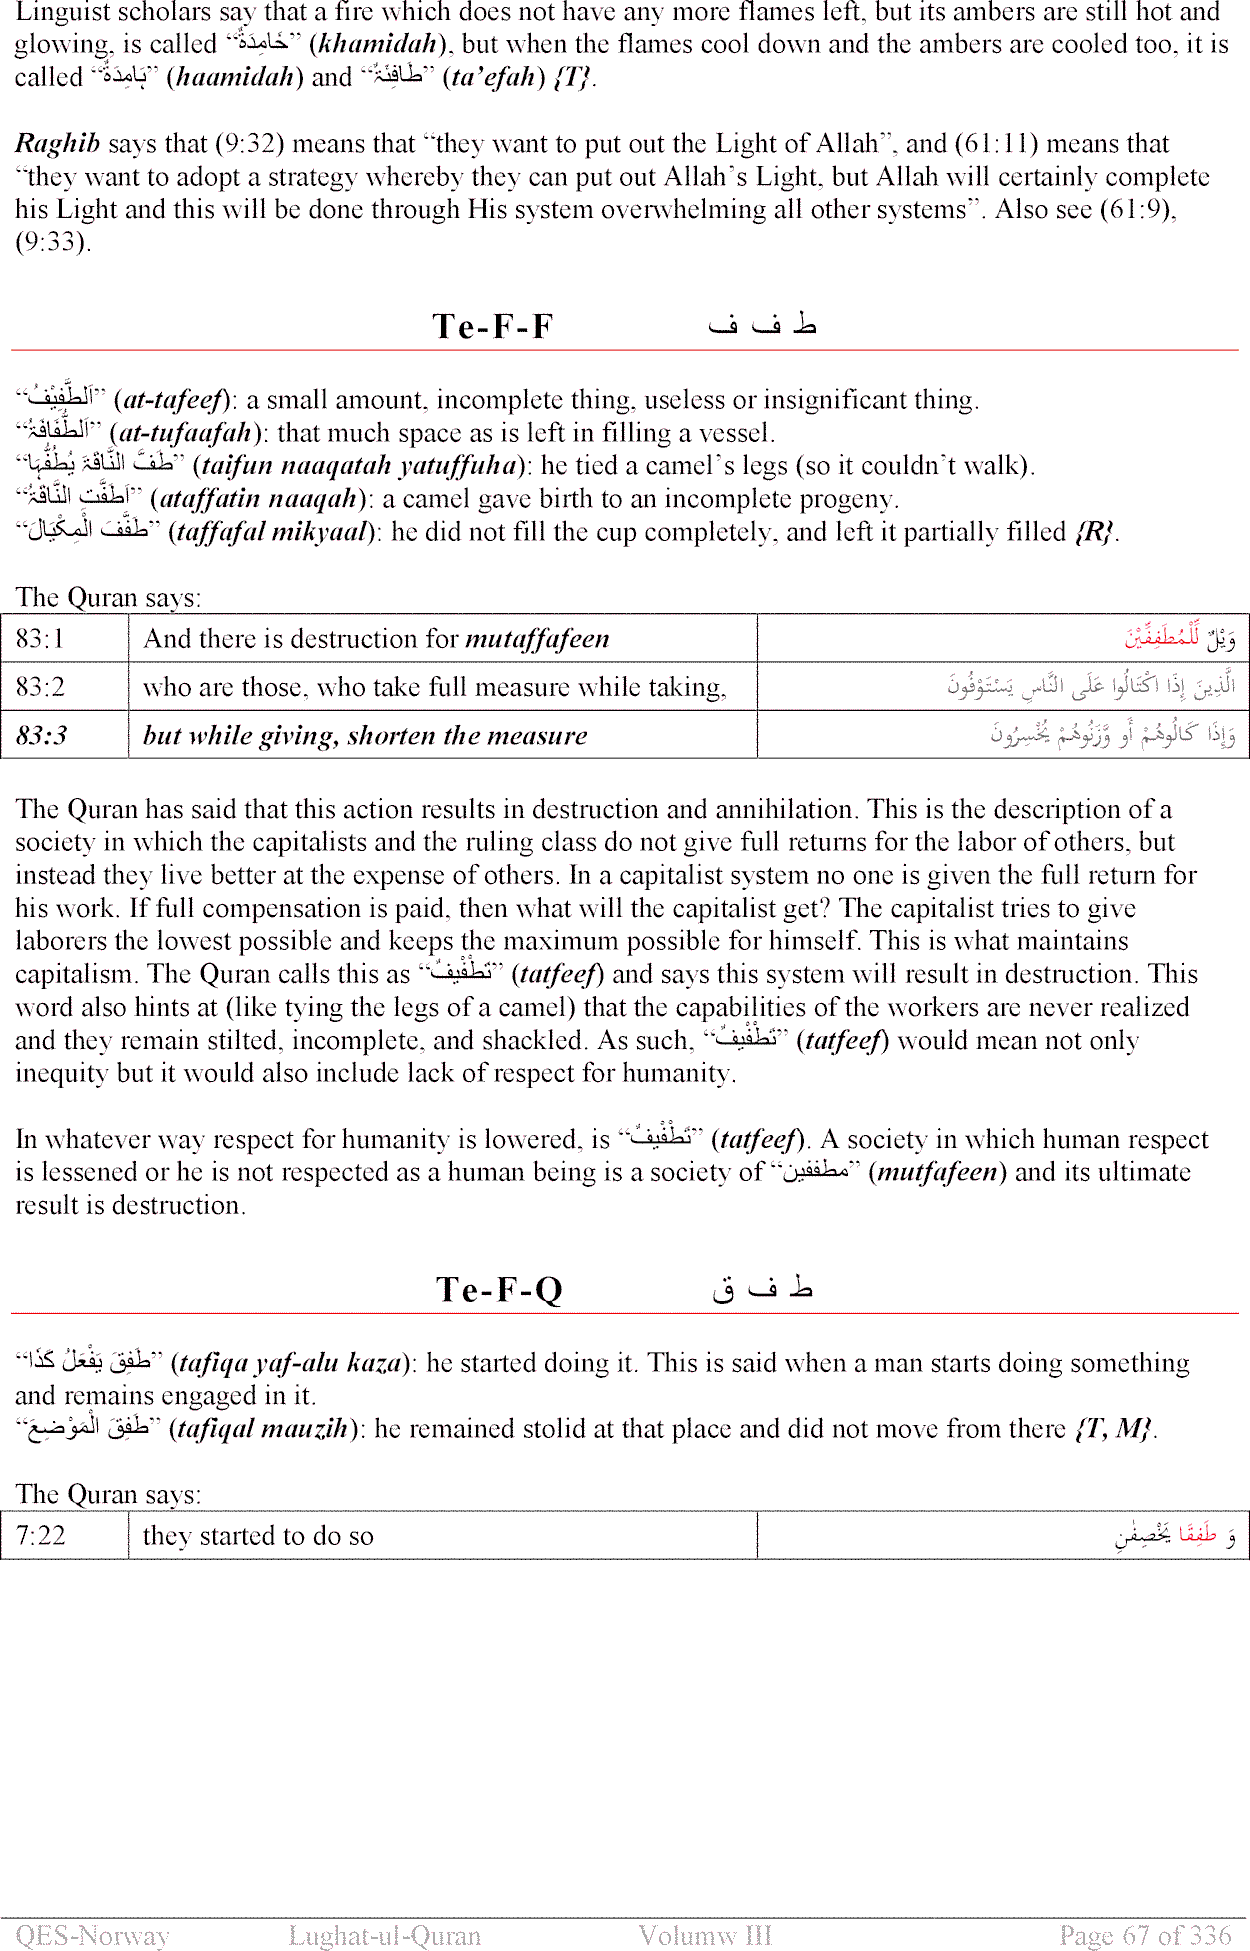 Linguist scholars say that a fire which does not have any more flames left, but its ambers are still hot and
glowing, is called “خَامِدَةٌ” (khamidah), but when the flames cool down and the ambers are cooled too, it is
called “ہَامِدَةٌ” (haamidah) and “طَافِئَۃٌ” (ta’efah) {T}.
Raghib says that (9:32) means that “they want to put out the Light of Allah”, and (61:11) means that
“they want to adopt a strategy whereby they can put out Allah’s Light, but Allah will certainly complete
his Light and this will be done through His system overwhelming all other systems”. Also see (61:9),
(9:33).
Te-F-F ط ف ف
“اَلطَّفِیْفُ” (at-tafeef): a small amount, incomplete thing, useless or insignificant thing.
“اَلطُّفَافَۃُ” (at-tufaafah): that much space as is left in filling a vessel.
“طَفَّ النَّاقَۃَ یَُطُفُّہَا” (taifun naaqatah yatuffuha): he tied a camel’s legs (so it couldn’t walk).
“اَطَفَّتِ النَّاقَۃُ” (ataffatin naaqah): a camel gave birth to an incomplete progeny.
“طَفَّفَ الْمِکْیَالَ” (taffafal mikyaal): he did not fill the cup completely, and left it partially filled {R}.
The Quran says:
83:1 And there is destruction for mutaffafeen وَيْلٌ لِّلْمُطَفِّفِيْنَ
83:2 who are those, who take full measure while taking, الَّذِينَ إِذَا اكْتَالُوا عَلَى النَّاسِ يَسْتَوْفُونَ
83:3 but while giving, shorten the measure وَإِذَا كَالُوهُمْ أَو وَّزَنُوهُمْ يُخْسِرُونَ
The Quran has said that this action results in destruction and annihilation. This is the description of a
society in which the capitalists and the ruling class do not give full returns for the labor of others, but
instead they live better at the expense of others. In a capitalist system no one is given the full return for
his work. If full compensation is paid, then what will the capitalist get? The capitalist tries to give
laborers the lowest possible and keeps the maximum possible for himself. This is what maintains
capitalism. The Quran calls this as “تَطْفِیْفٌ” (tatfeef) and says this system will result in destruction. This
word also hints at (like tying the legs of a camel) that the capabilities of the workers are never realized
and they remain stilted, incomplete, and shackled. As such, “تَطْفِیْفٌ” (tatfeef) would mean not only
inequity but it would also include lack of respect for humanity.
In whatever way respect for humanity is lowered, is “تَطْفِیْفٌ” (tatfeef). A society in which human respect
is lessened or he is not respected as a human being is a society of “مطففین” (mutfafeen) and its ultimate
result is destruction.
Te-F-Q ط ف ق
“طَفِقَ یَفْعَلُ کَذَا” (tafiqa yaf-alu kaza): he started doing it. This is said when a man starts doing something
and remains engaged in it.
“طَفِقَ الْمَوْضِعَ” (tafiqal mauzih): he remained stolid at that place and did not move from there {T, M}.
The Quran says:
7:22 they started to do so وَ طَفِقَا يَخْصِفٰنِ
QES-Norway Lughat-ul-Quran Volumw III Page 67 of 336